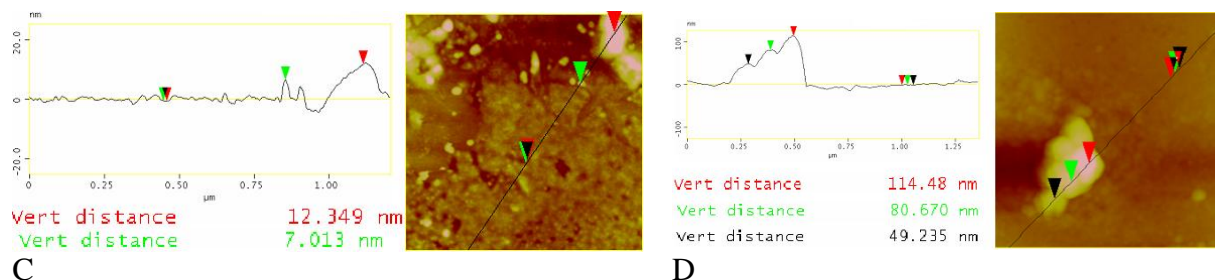 nm
20.0
0
-20.0
0 0.25 0.50 0.75 1.00
µm
Vert distance 12.349 nm
Vert distance 7.013 nm
C
nm
100
0
-100
0 0.25 0.50 0.75 1.00 1.25
µm
Vert distance 114.48 nm
Vert distance 80.670 nm
Vert distance 49.235 nm
D